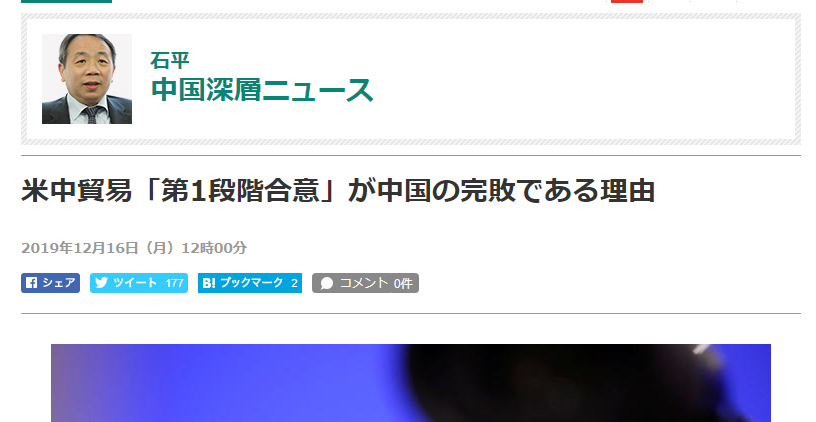 石平
中国深層ニュース
米中貿易「第1段階合意」が中国の完敗である理由
2019年12月16日（月）12時00分
シェア ツイート 177 B! ブックマーク 2 コメント 0件